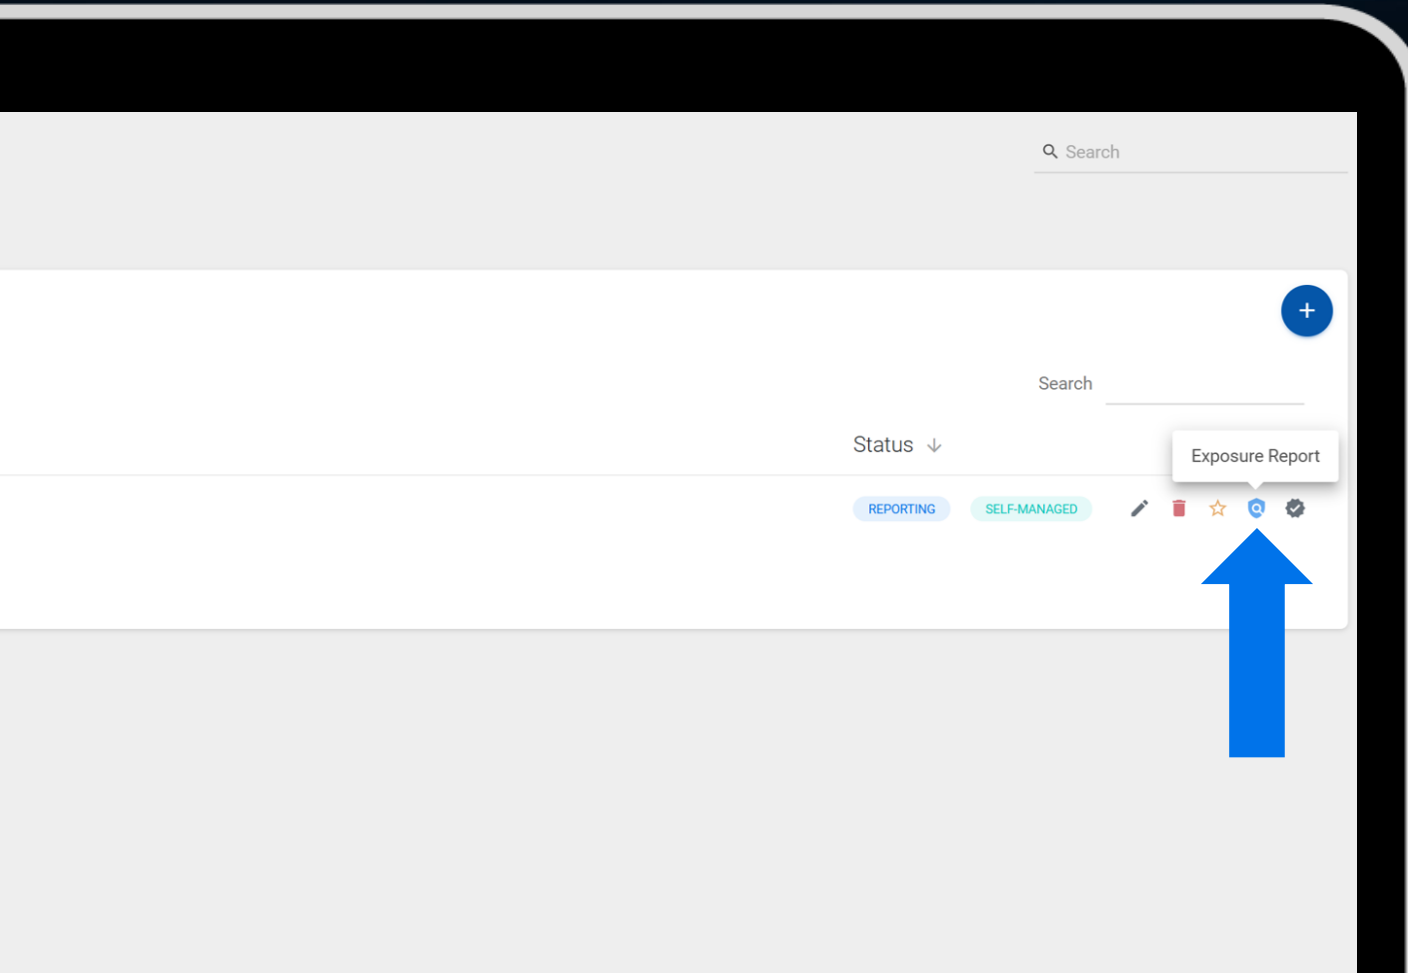 Search
Search
Status
Exposure Report
REPORTING SELF-MANAGED